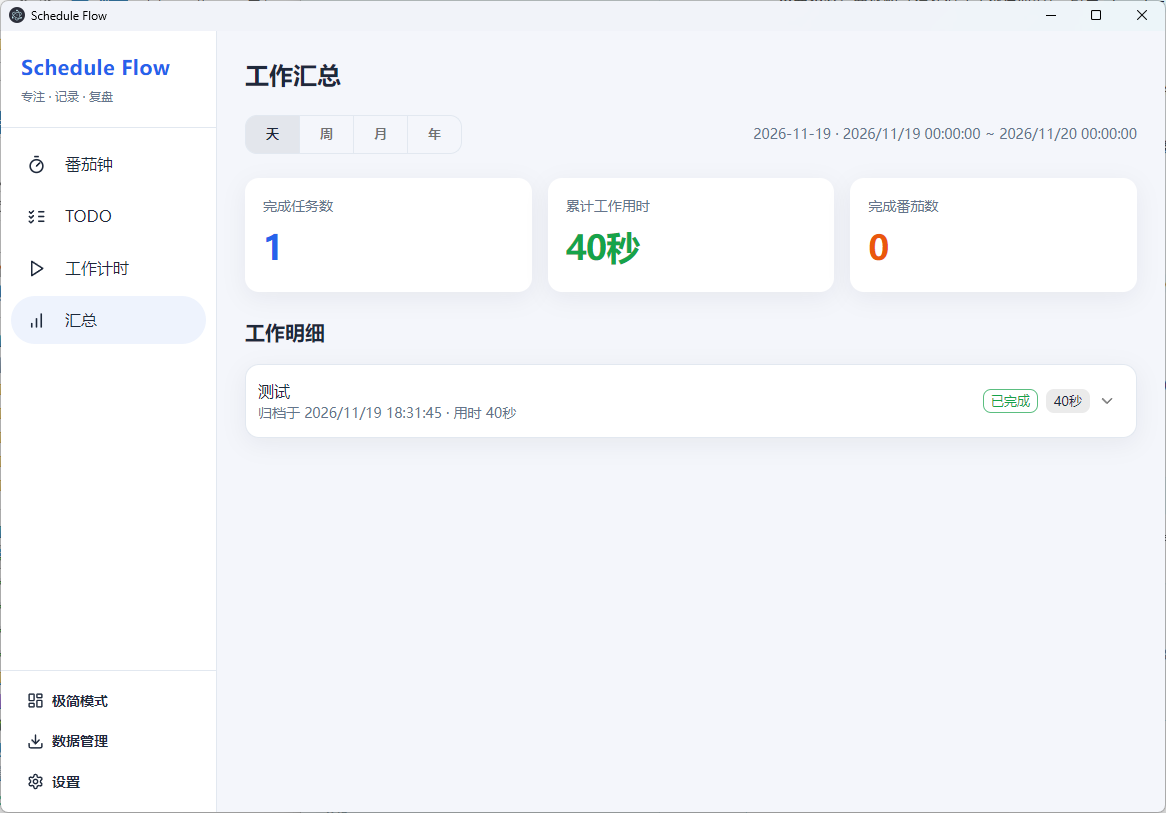 Schedule Flow
Schedule Flow
专注 · 记录 · 复盘
番茄钟
TODO
工作计时
汇总
极简模式
数据管理
设置
工作汇总
天 周 月 年
2026-11-19 · 2026/11/19 00:00:00 ~ 2026/11/20 00:00:00
完成任务数
1
累计工作用时
40秒
完成番茄数
0
工作明细
测试
归档于 2026/11/19 18:31:45 · 用时 40秒
已完成 40秒